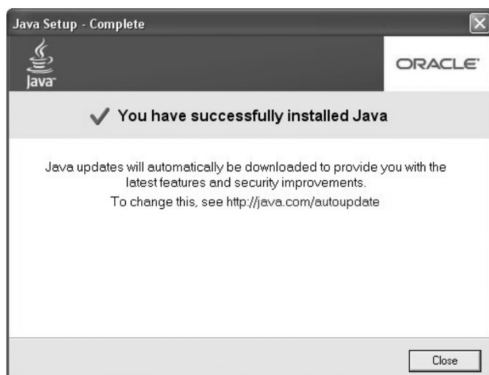 Java Setup - Complete
Java
ORACLE
You have successfully installed Java
Java updates will automatically be downloaded to provide you with the
latest features and security improvements.
To change this, see http://java.com/autoupdate
Close